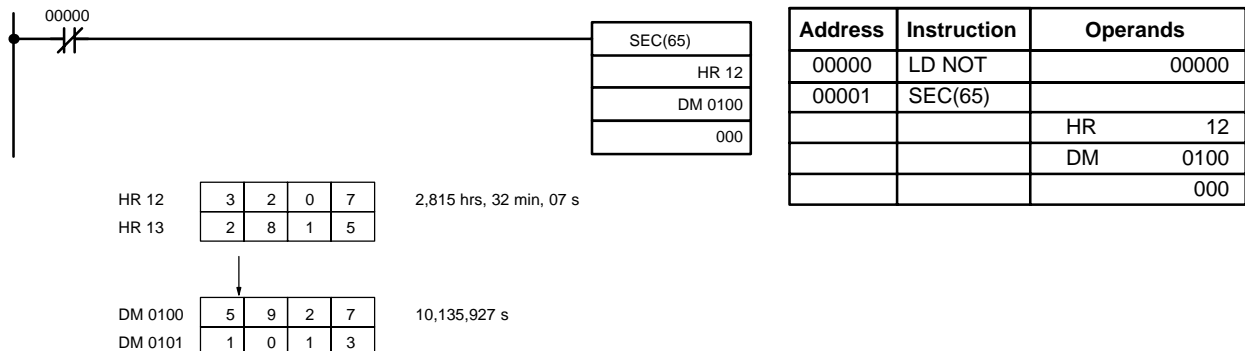 00000
SEC(65)
HR 12
DM 0100
000
Address Instruction Operands
00000 LD NOT 00000
00001 SEC(65)
HR 12
DM 0100
000
HR 12 3 2 0 7 2,815 hrs, 32 min, 07 s
HR 13 2 8 1 5
DM 0100 5 9 2 7 10,135,927 s
DM 0101 1 0 1 3